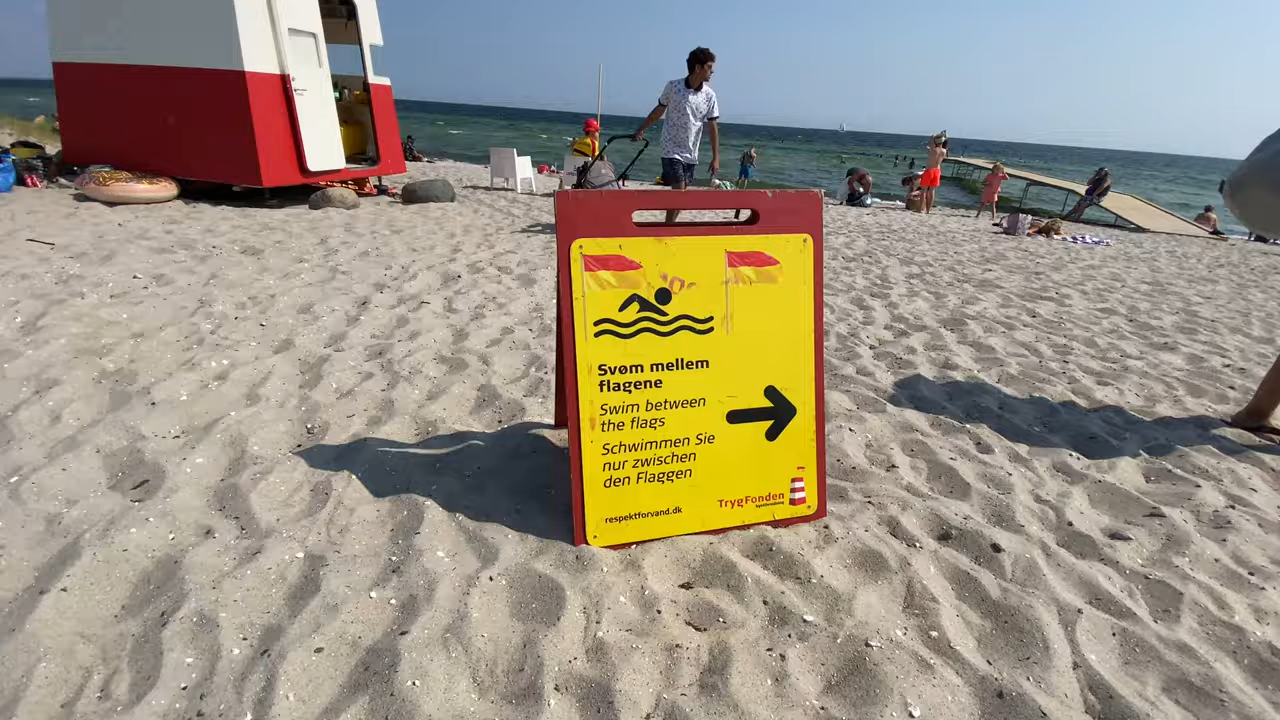 Svøm mellem
flagene
Swim between
the flags
Schwimmen Sie
nur zwischen
den Flaggen
TrygFonden
respektforvand.dk